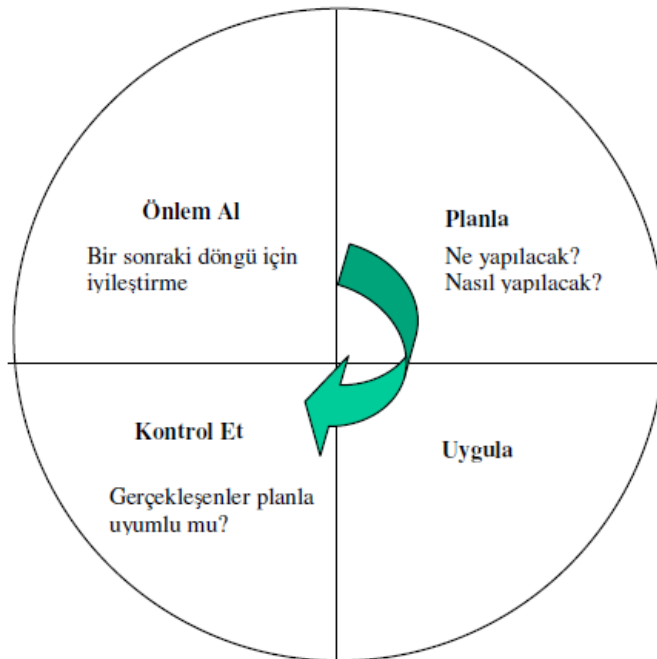 Önlem Al
Bir sonraki döngü için
iyileştirme
Planla
Ne yapılacak?
Nasıl yapılacak?
Kontrol Et
Gerçekleşenler planla
uyumlu mu?
Uygula